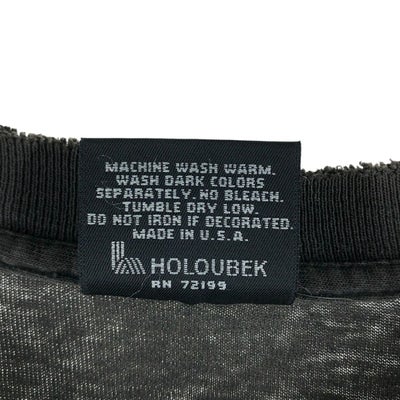 MACHINE WASH WARM.
WASH DARK COLORS
SEPARATELY. NO BLEACH.
TUMBLE DRY LOW.
DO NOT IRON IF DECORATED.
MADE IN U.S.A.
HOLOUBEK
RN 72199